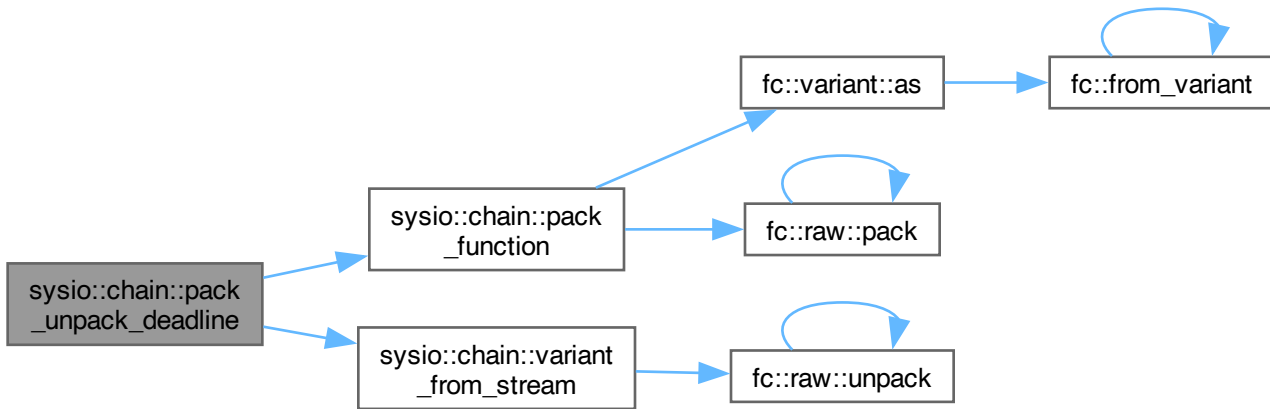 fc::variant::as
fc::from_variant
sysio::chain::pack
_function
fc::raw::pack
sysio::chain::pack
_unpack_deadline
sysio::chain::variant
_from_stream
fc::raw::unpack